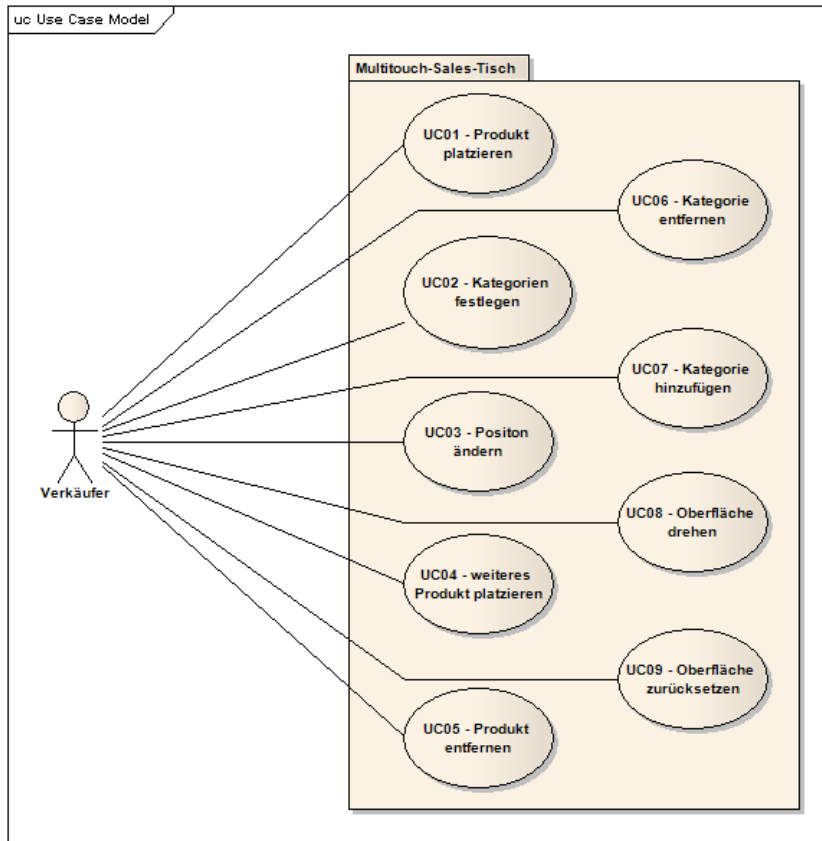 uc Use Case Model
Multitouch-Sales-Tisch
UC01 - Produkt
platzieren
UC06 - Kategorie
entfernen
UC02 - Kategorien
festlegen
UC07 - Kategorie
hinzufügen
UC03 - Positon
ändern
Verkäufer
UC08 - Oberfläche
drehen
UC04 - weiteres
Produkt platzieren
UC09 - Oberfläche
zurücksetzen
UC05 - Produkt
entfernen